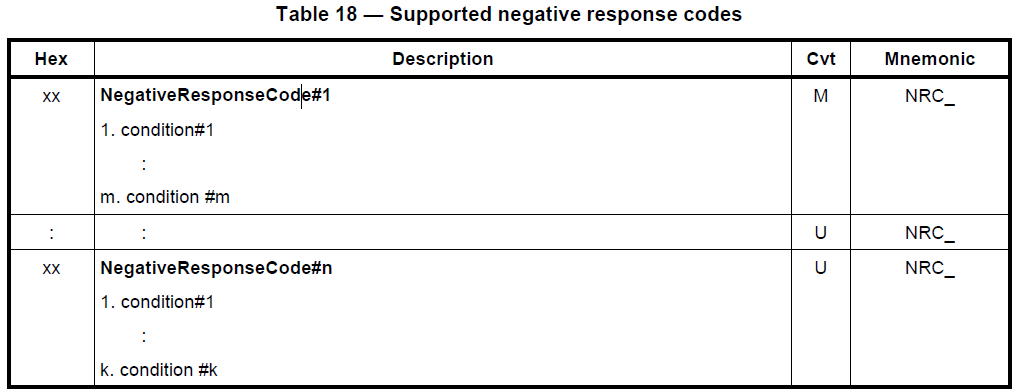 Table 18 — Supported negative response codes
Hex Description Cvt Mnemonic
xx NegativeResponseCode#1 M NRC_
1. condition#1
:
m. condition #m
: : U NRC_
xx NegativeResponseCode#n U NRC_
1. condition#1
:
k. condition #k